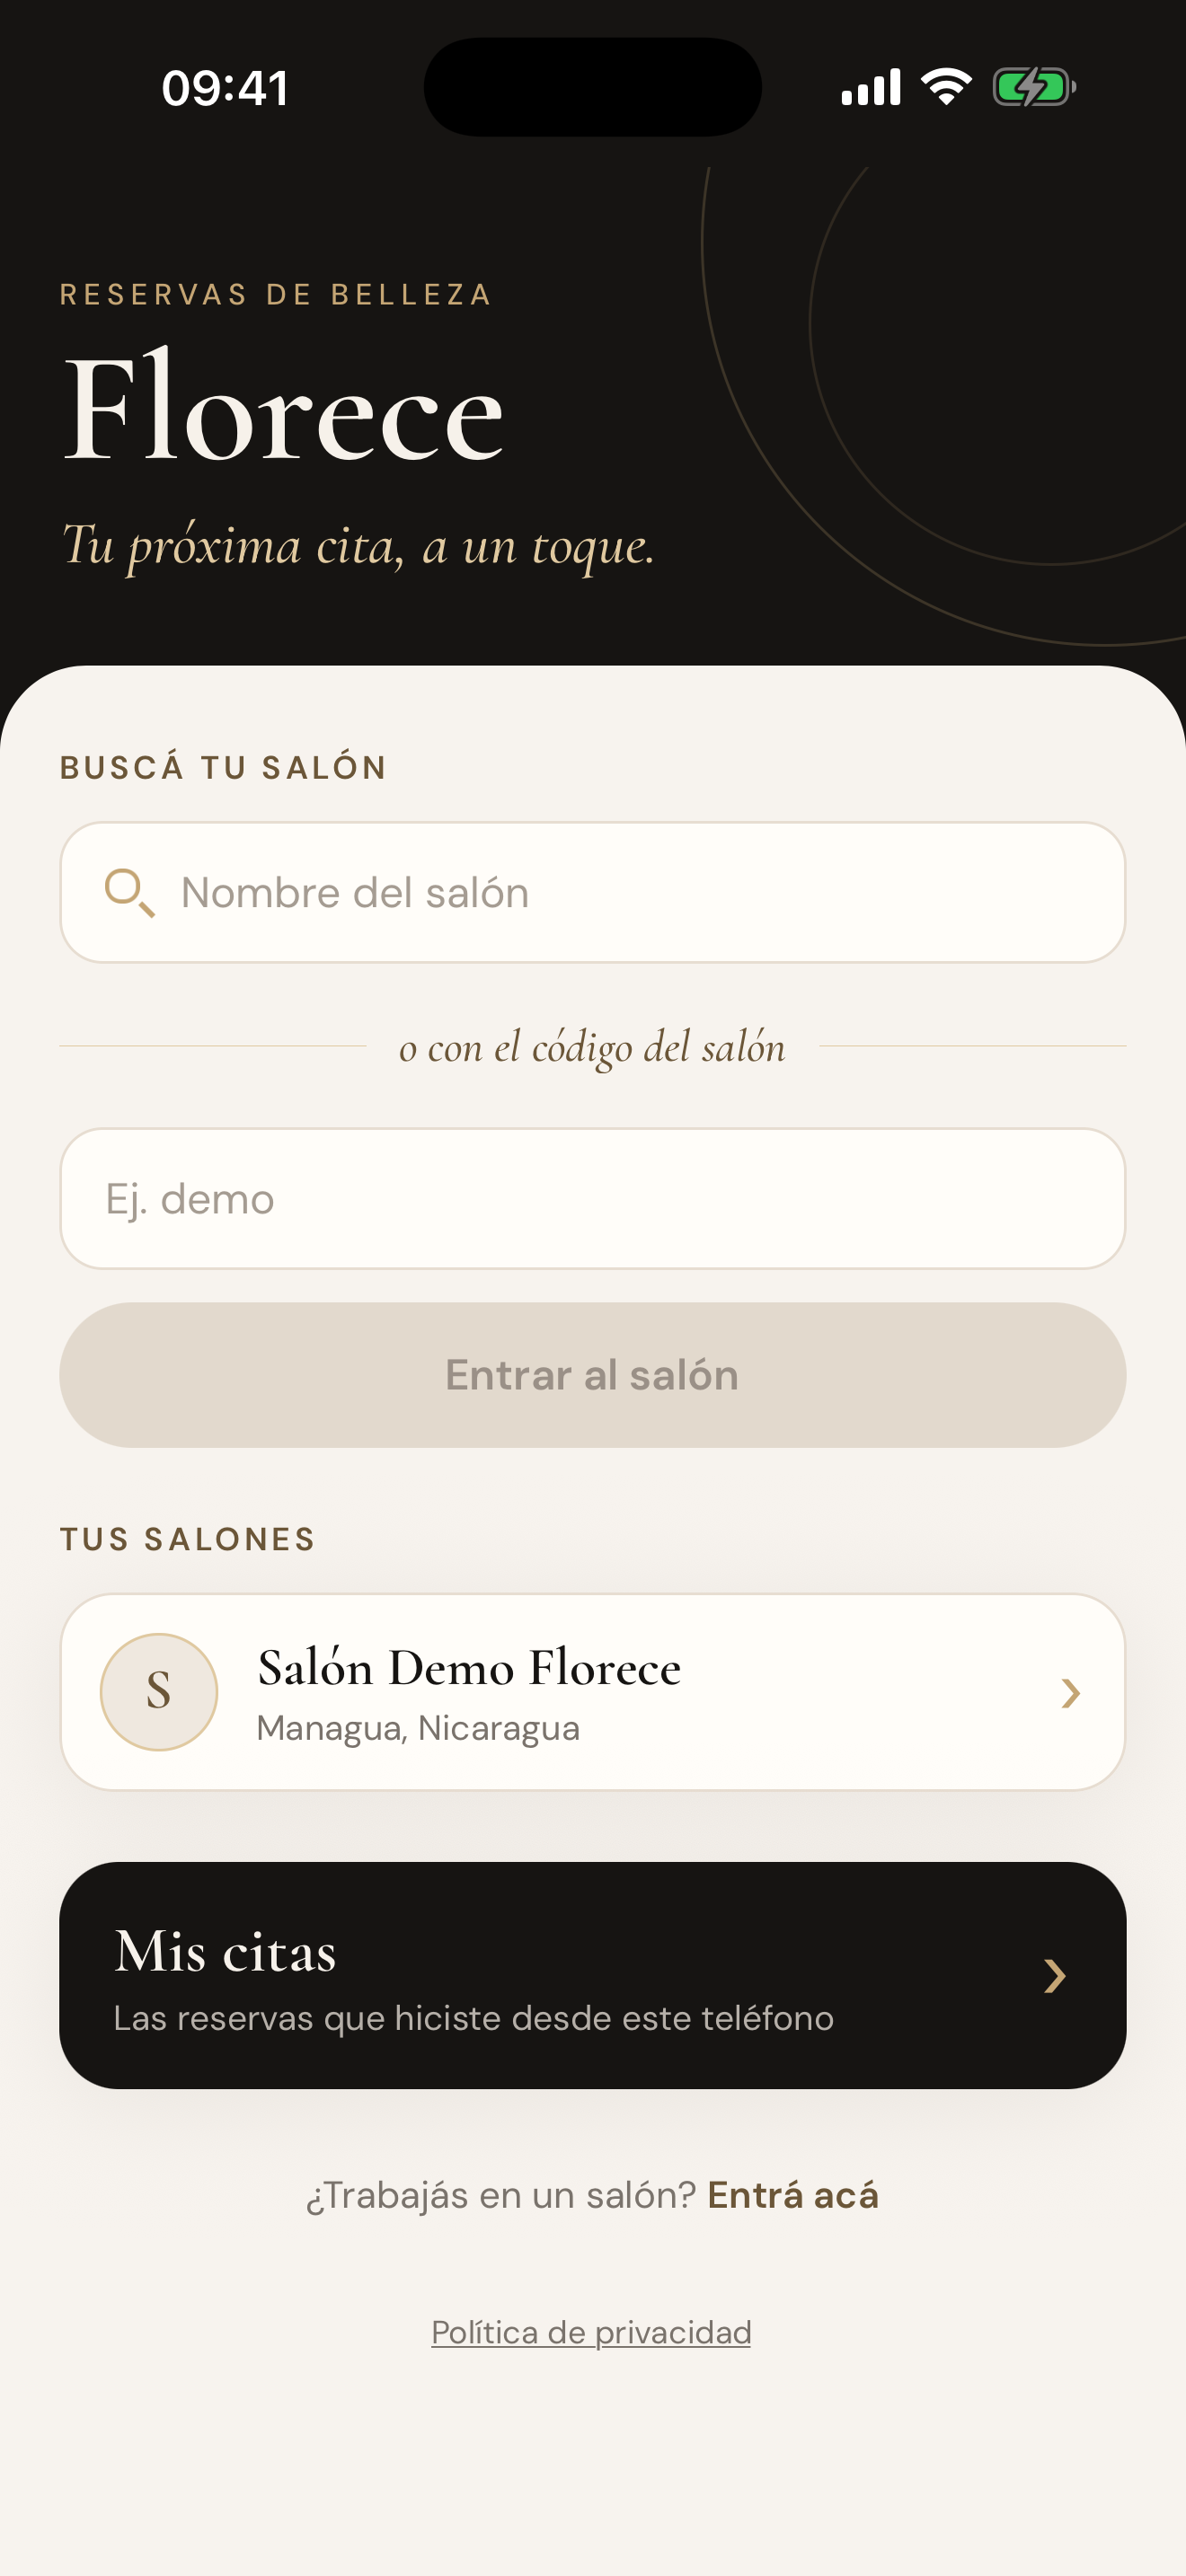 09:41
RESERVAS DE BELLEZA
Florece
Tu próxima cita, a un toque.
BUSCÁ TU SALÓN
Nombre del salón
o con el código del salón
Ej. demo
Entrar al salón
TUS SALONES
S
Salón Demo Florece
Managua, Nicaragua
Mis citas
Las reservas que hiciste desde este teléfono
¿Trabajás en un salón? Entrá acá
Política de privacidad